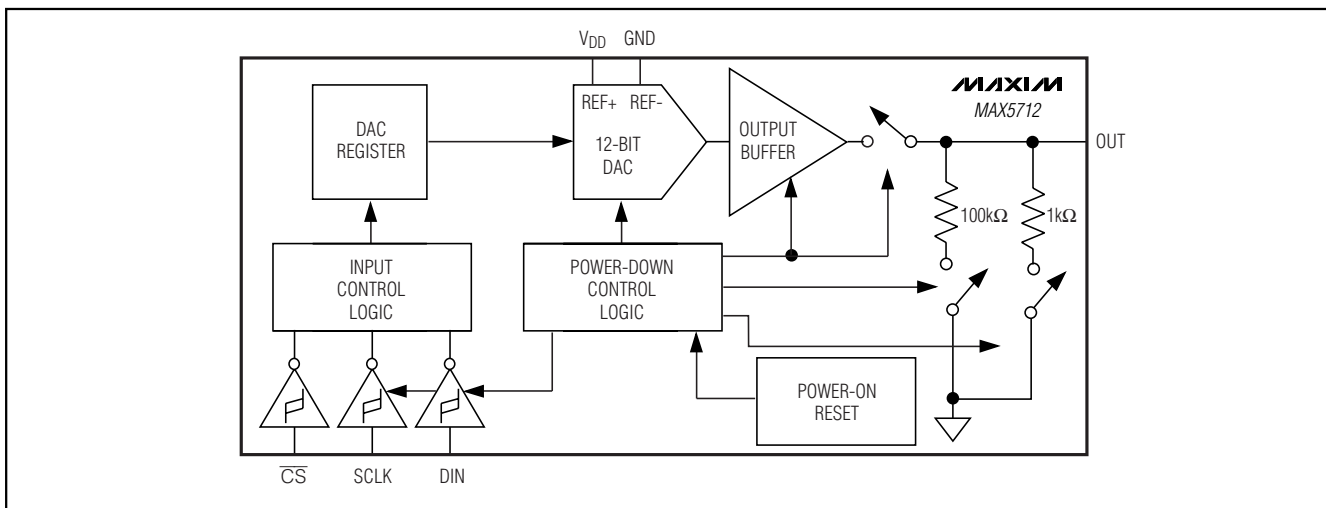 VDD GND
MAXIM
MAX5712
REF+ REF-
DAC
REGISTER
12-BIT
DAC
OUTPUT
BUFFER
OUT
100kΩ
1kΩ
INPUT
CONTROL
LOGIC
POWER-DOWN
CONTROL
LOGIC
POWER-ON
RESET
CS SCLK DIN